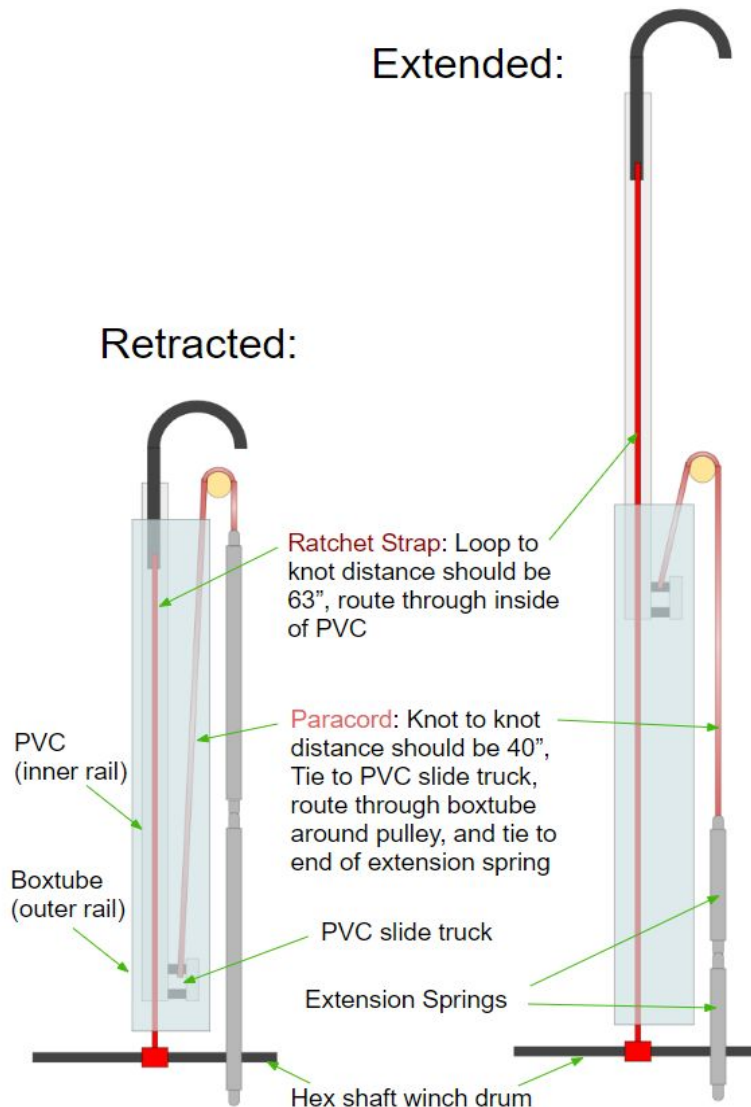 Extended:
Retracted:
Ratchet Strap: Loop to
knot distance should be
63”, route through inside
of PVC
PVC
(inner rail)
Paracord: Knot to knot
distance should be 40”,
Tie to PVC slide truck,
route through boxtube
around pulley, and tie to
end of extension spring
Boxtube
(outer rail)
PVC slide truck
Extension Springs
Hex shaft winch drum